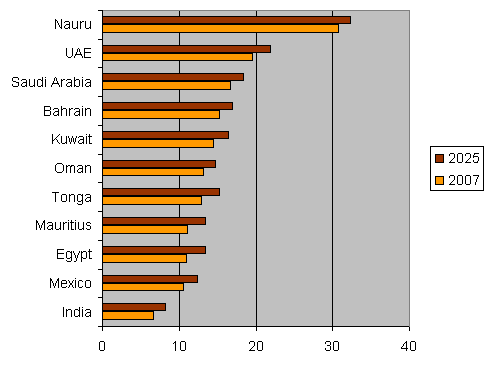 Nauru
UAE
Saudi Arabia
Bahrain
Kuwait
Oman
Tonga
Mauritius
Egypt
Mexico
India
2025
2007
0 10 20 30 40